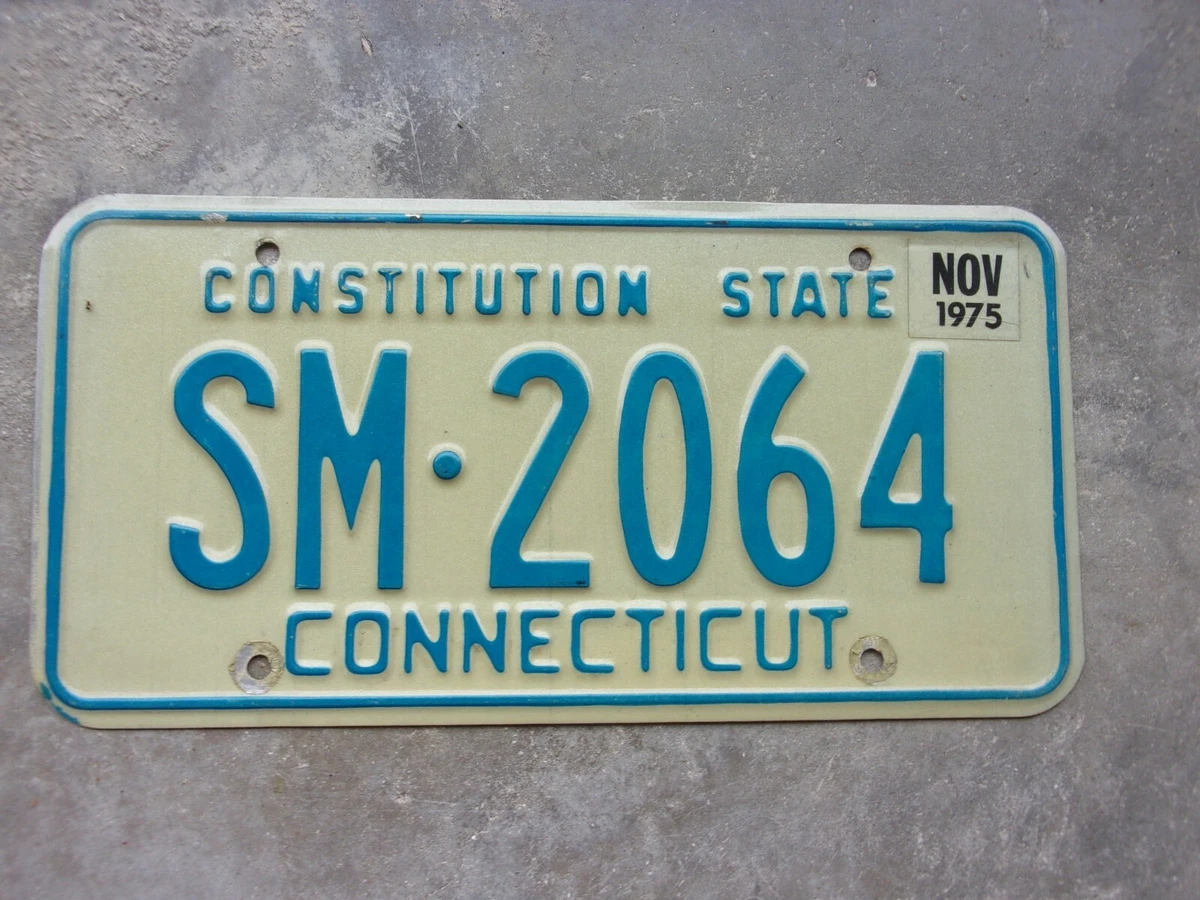 CONSTITUTION STATE
NOV
1975
SM·2064
CONNECTICUT